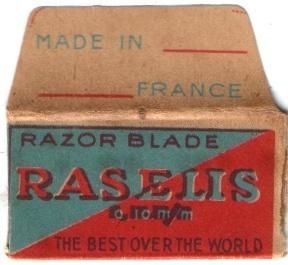 MADE IN
FRANCE
RAZOR BLADE
RASELIS
0,10 m/m
THE BEST OVER THE WORLD